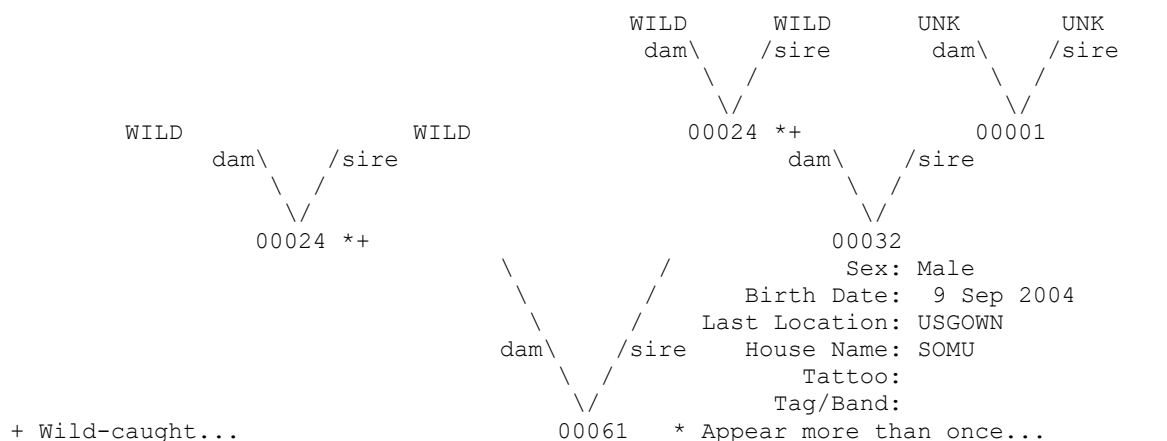 WILD WILD UNK UNK
dam\ /sire dam\ /sire
\ / \ /
\/ \/
WILD WILD 00024 *+ 00001
dam\ /sire dam\ /sire
\ / \ /
\/ \/
00024 *+ 00032
\ / Sex: Male
\ / Birth Date: 9 Sep 2004
\ / Last Location: USGOWN
dam\ /sire House Name: SOMU
\ / Tattoo:
\/ Tag/Band:
+ Wild-caught... 00061 * Appear more than once...